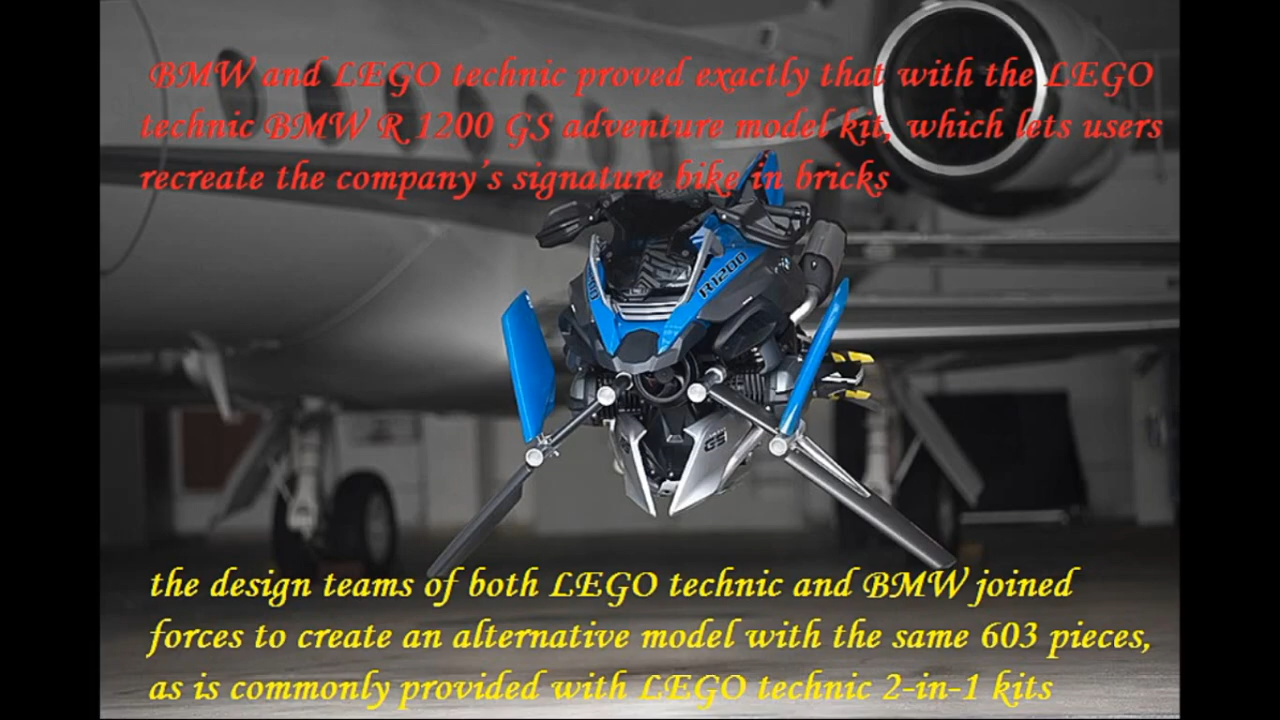 BMW and LEGO technic proved exactly that with the LEGO
technic BMW R 1200 GS adventure model kit, which lets users
recreate the company's signature bike in bricks
R1200
GS
the design teams of both LEGO technic and BMW joined
forces to create an alternative model with the same 603 pieces,
as is commonly provided with LEGO technic 2-in-1 kits